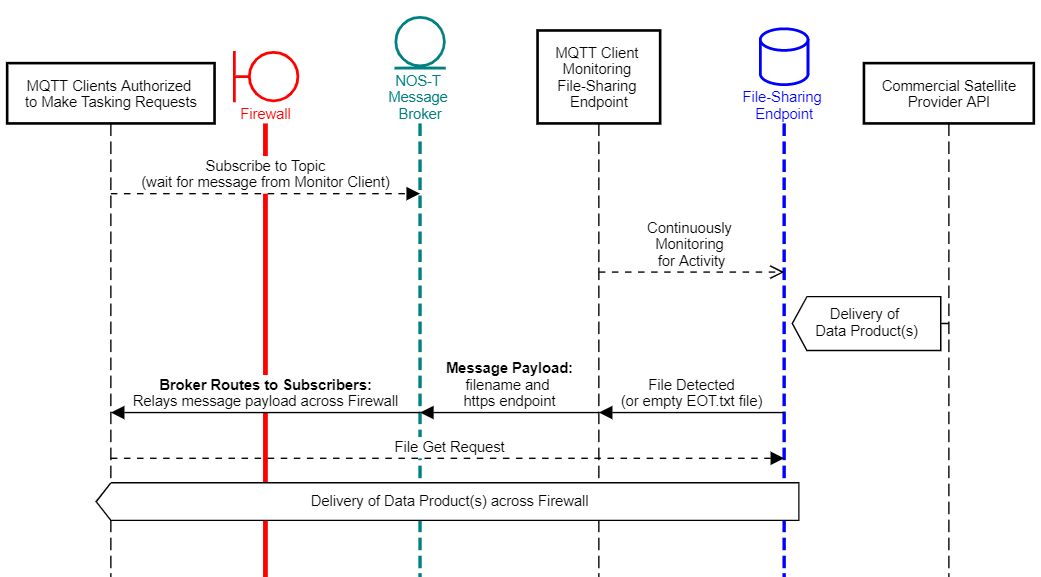 MQTT Clients Authorized
to Make Tasking Requests
Firewall
NOS-T
Message
Broker
MQTT Client
Monitoring
File-Sharing
Endpoint
File-Sharing
Endpoint
Commercial Satellite
Provider API
Subscribe to Topic
(wait for message from Monitor Client)
Continuously
Monitoring
for Activity
Delivery of
Data Product(s)
Broker Routes to Subscribers:
Relays message payload across Firewall
Message Payload:
filename and
https endpoint
File Detected
(or empty EOT.txt file)
File Get Request
Delivery of Data Product(s) across Firewall